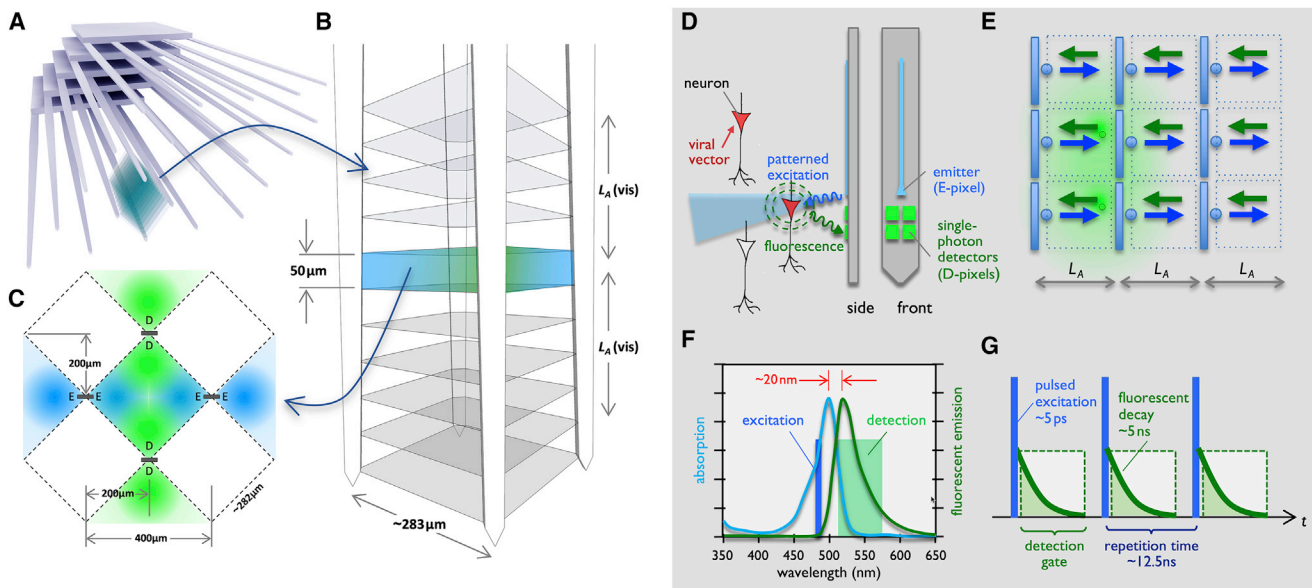 A
B
L_A (vis)
50µm
L_A (vis)
~283µm
C
D
D
200µm
E
E
E
E
D
D
200µm
400µm
~282µm
D
neuron
viral
vector
patterned
excitation
fluorescence
emitter
(E-pixel)
single-
photon
detectors
(D-pixels)
side
front
E
L_A
L_A
L_A
F
~20nm
excitation
detection
absorption
fluorescent emission
350
400
450
500
550
600
650
wavelength (nm)
G
pulsed
excitation
~5ps
fluorescent
decay
~5ns
t
detection
gate
repetition time
~12.5ns